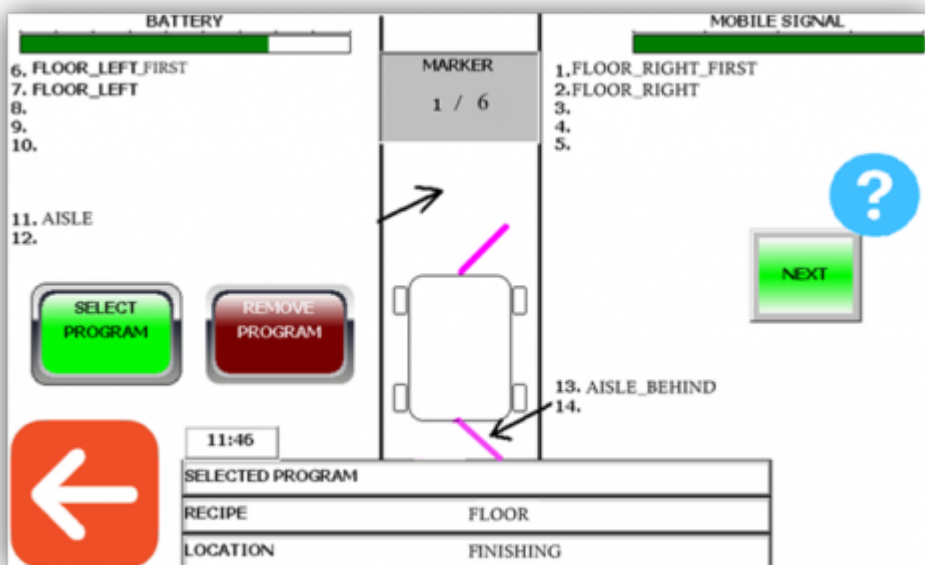 BATTERY
MOBILE SIGNAL
6. FLOOR_LEFT_FIRST
7. FLOOR_LEFT
8.
9.
10.
MARKER
1 / 6
1. FLOOR_RIGHT_FIRST
2. FLOOR_RIGHT
3.
4.
5.
?
11. AISLE
12.
NEXT
SELECT
PROGRAM
REMOVE
PROGRAM
13. AISLE_BEHIND
14.
11:46
SELECTED PROGRAM
RECIPE FLOOR
LOCATION FINISHING